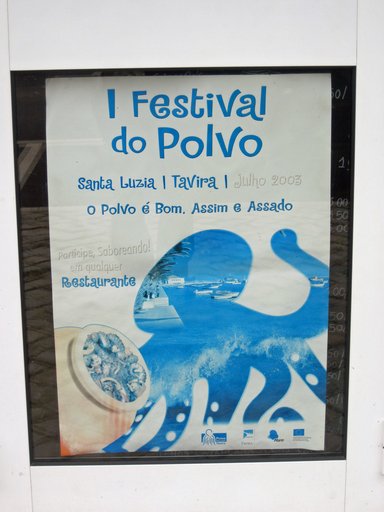 I Festival
do Polvo
Santa Luzia | Tavira | Julho 2003
O Polvo é Bom, Assim e Assado
Participe, Saboreando!
em qualquer
Restaurante